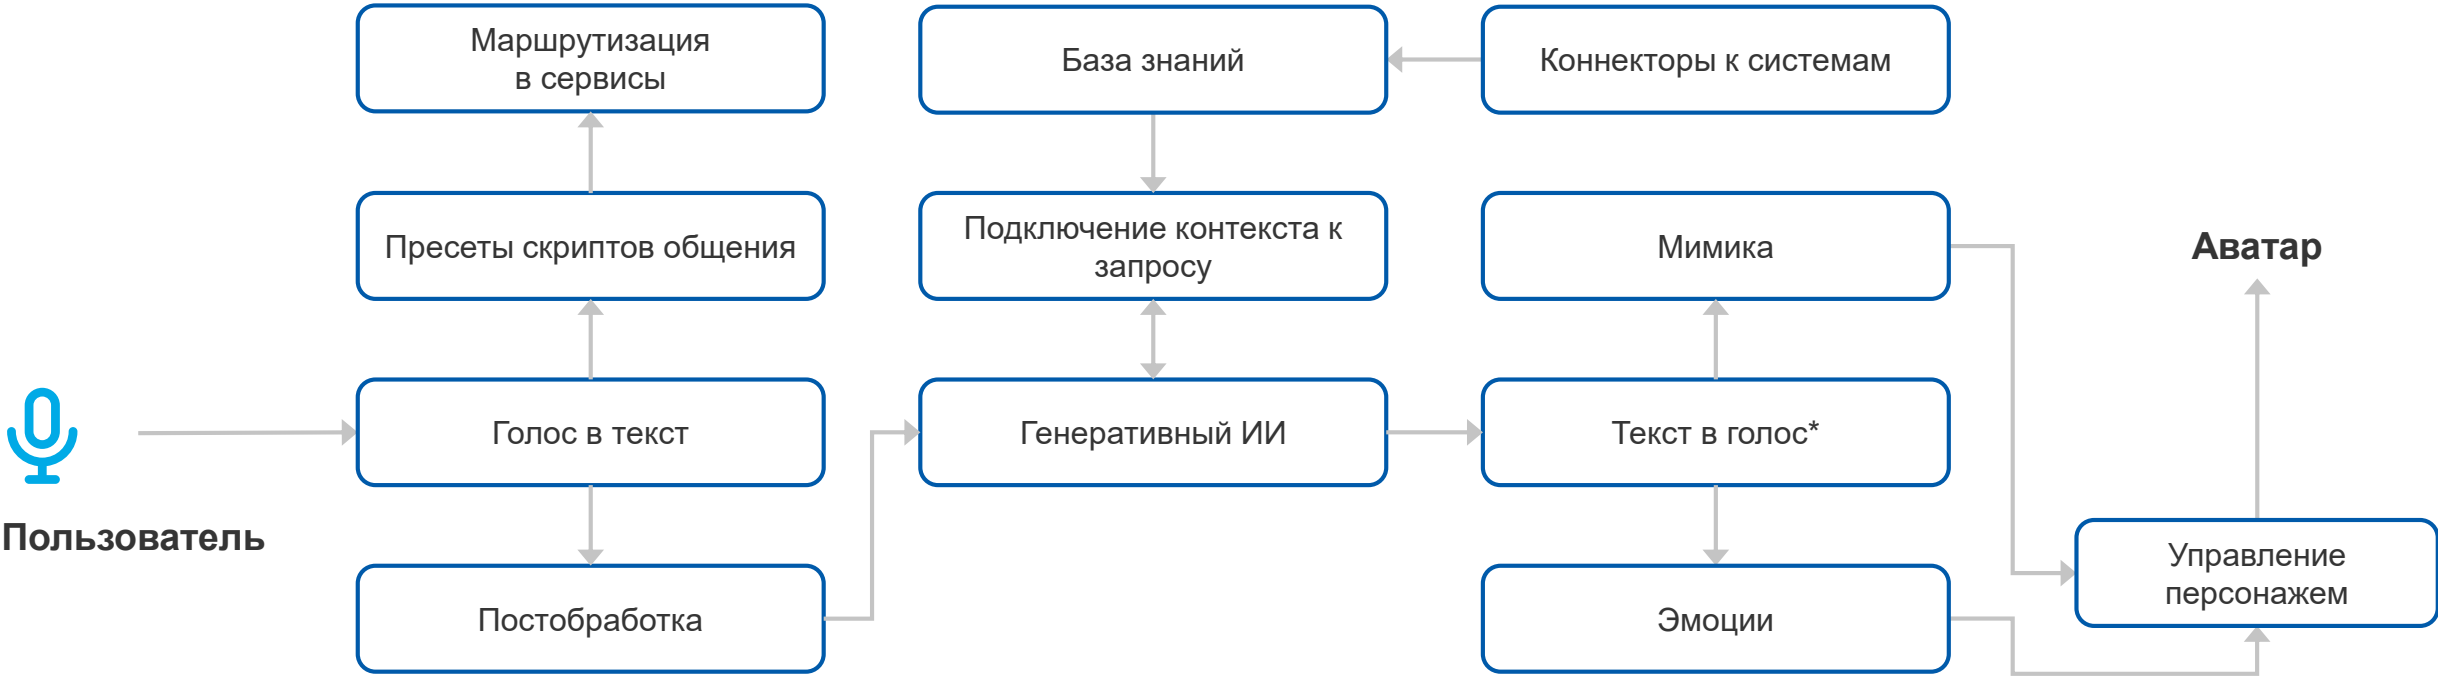 Маршрутизация
в сервисы
База знаний
Коннекторы к системам
Пресеты скриптов общения
Подключение контекста к
запросу
Мимика
Аватар
Голос в текст
Генеративный ИИ
Текст в голос*
Пользователь
Постобработка
Эмоции
Управление
персонажем